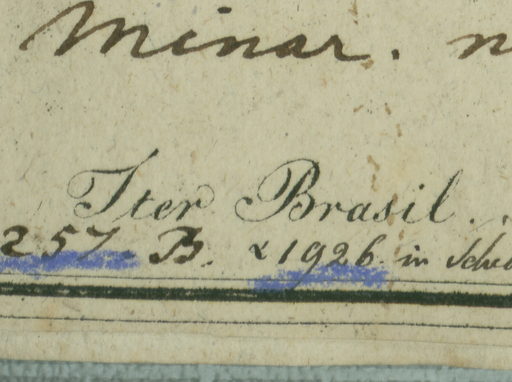 Minar. n
Iter Brasil.
257. B. & 1926. in Sched